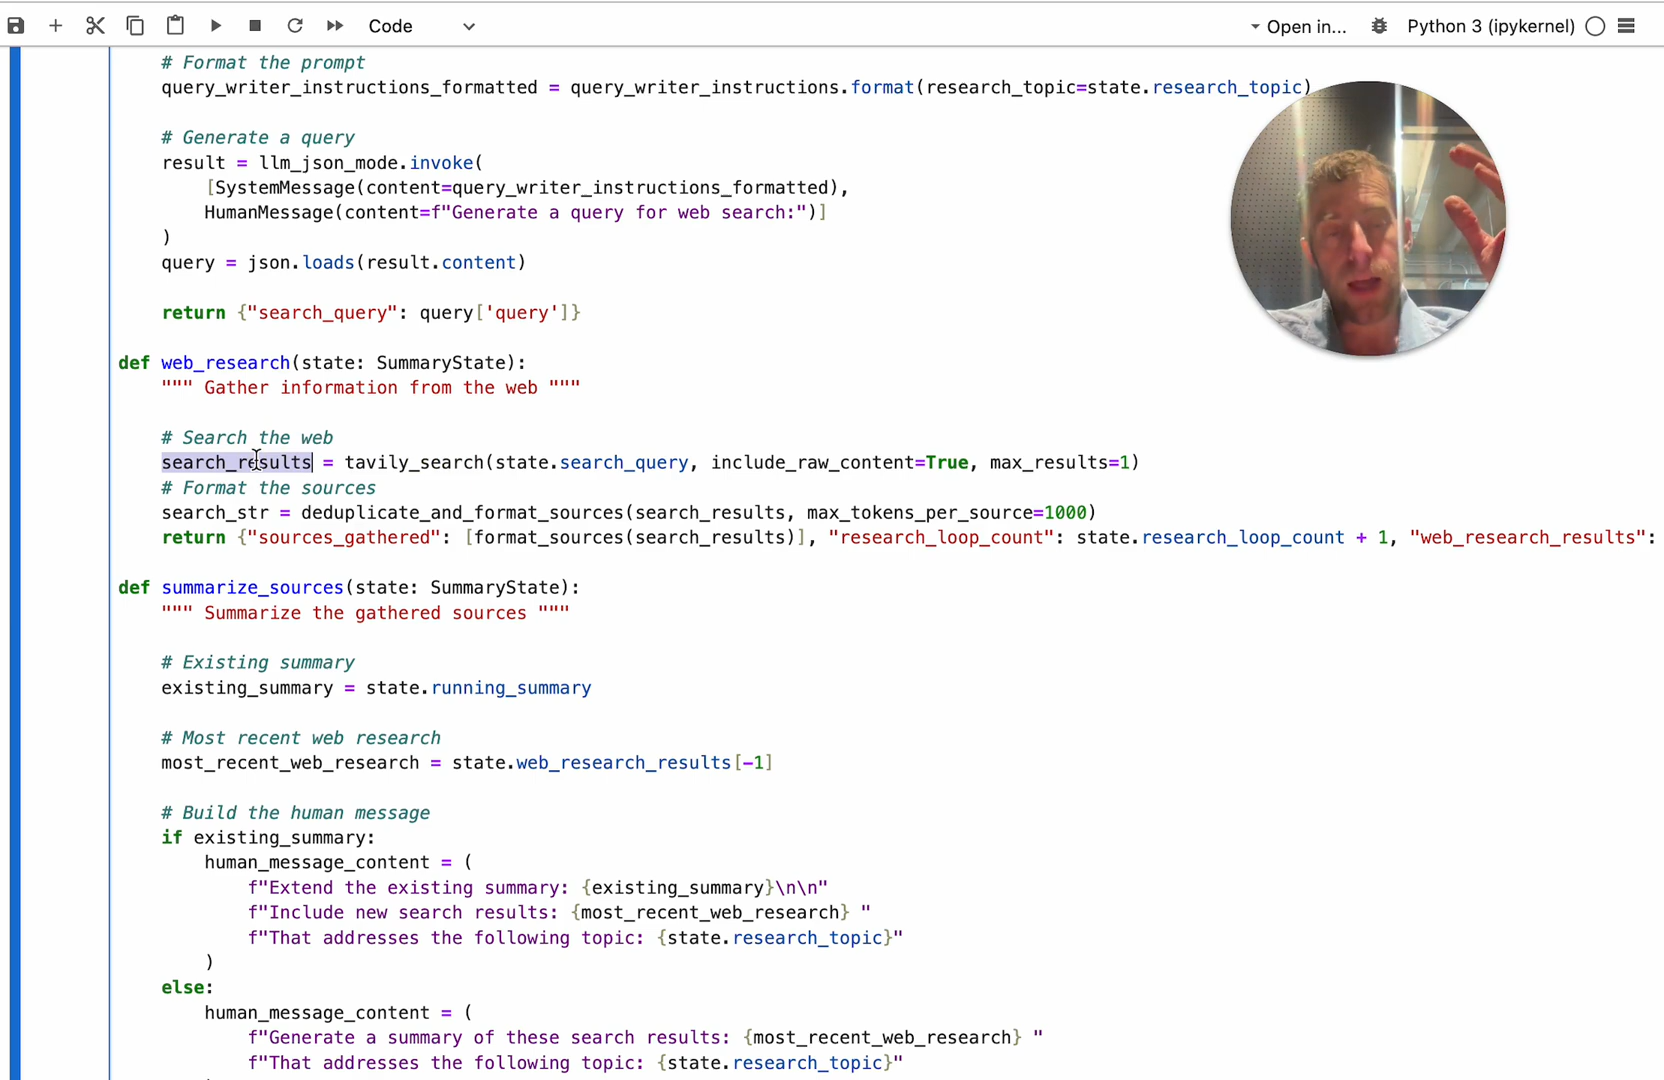 Code
Open in...
Python 3 (ipykernel)
# Format the prompt
query_writer_instructions_formatted = query_writer_instructions.format(research_topic=state.research_topic)
# Generate a query
result = llm_json_mode.invoke(
[SystemMessage(content=query_writer_instructions_formatted),
HumanMessage(content=f"Generate a query for web search:")]
)
query = json.loads(result.content)
return {"search_query": query['query']}
def web_research(state: SummaryState):
""" Gather information from the web """
# Search the web
search_results = tavily_search(state.search_query, include_raw_content=True, max_results=1)
# Format the sources
search_str = deduplicate_and_format_sources(search_results, max_tokens_per_source=1000)
return {"sources_gathered": [format_sources(search_results)], "research_loop_count": state.research_loop_count + 1, "web_research_results":
def summarize_sources(state: SummaryState):
""" Summarize the gathered sources """
# Existing summary
existing_summary = state.running_summary
# Most recent web research
most_recent_web_research = state.web_research_results[-1]
# Build the human message
if existing_summary:
human_message_content = (
f"Extend the existing summary: {existing_summary}\n\n"
f"Include new search results: {most_recent_web_research} "
f"That addresses the following topic: {state.research_topic}"
)
else:
human_message_content = (
f"Generate a summary of these search results: {most_recent_web_research} "
f"That addresses the following topic: {state.research_topic}"